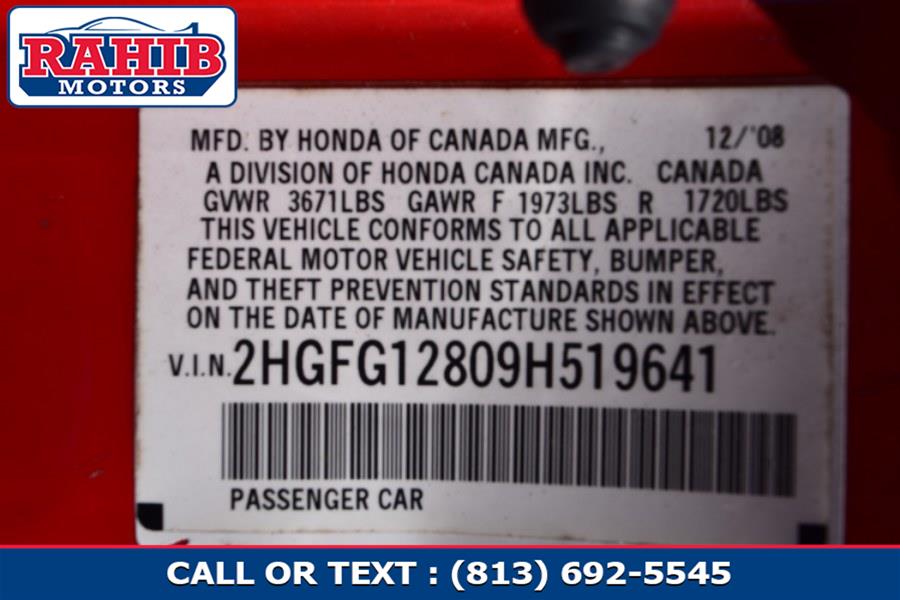 RAHIB
MOTORS
MFD. BY HONDA OF CANADA MFG., 12/'08
A DIVISION OF HONDA CANADA INC. CANADA
GVWR 3671LBS GAWR F 1973LBS R 1720LBS
THIS VEHICLE CONFORMS TO ALL APPLICABLE
FEDERAL MOTOR VEHICLE SAFETY, BUMPER,
AND THEFT PREVENTION STANDARDS IN EFFECT
ON THE DATE OF MANUFACTURE SHOWN ABOVE.
V.I.N. 2HGFG12809H519641
PASSENGER CAR
CALL OR TEXT : (813) 692-5545